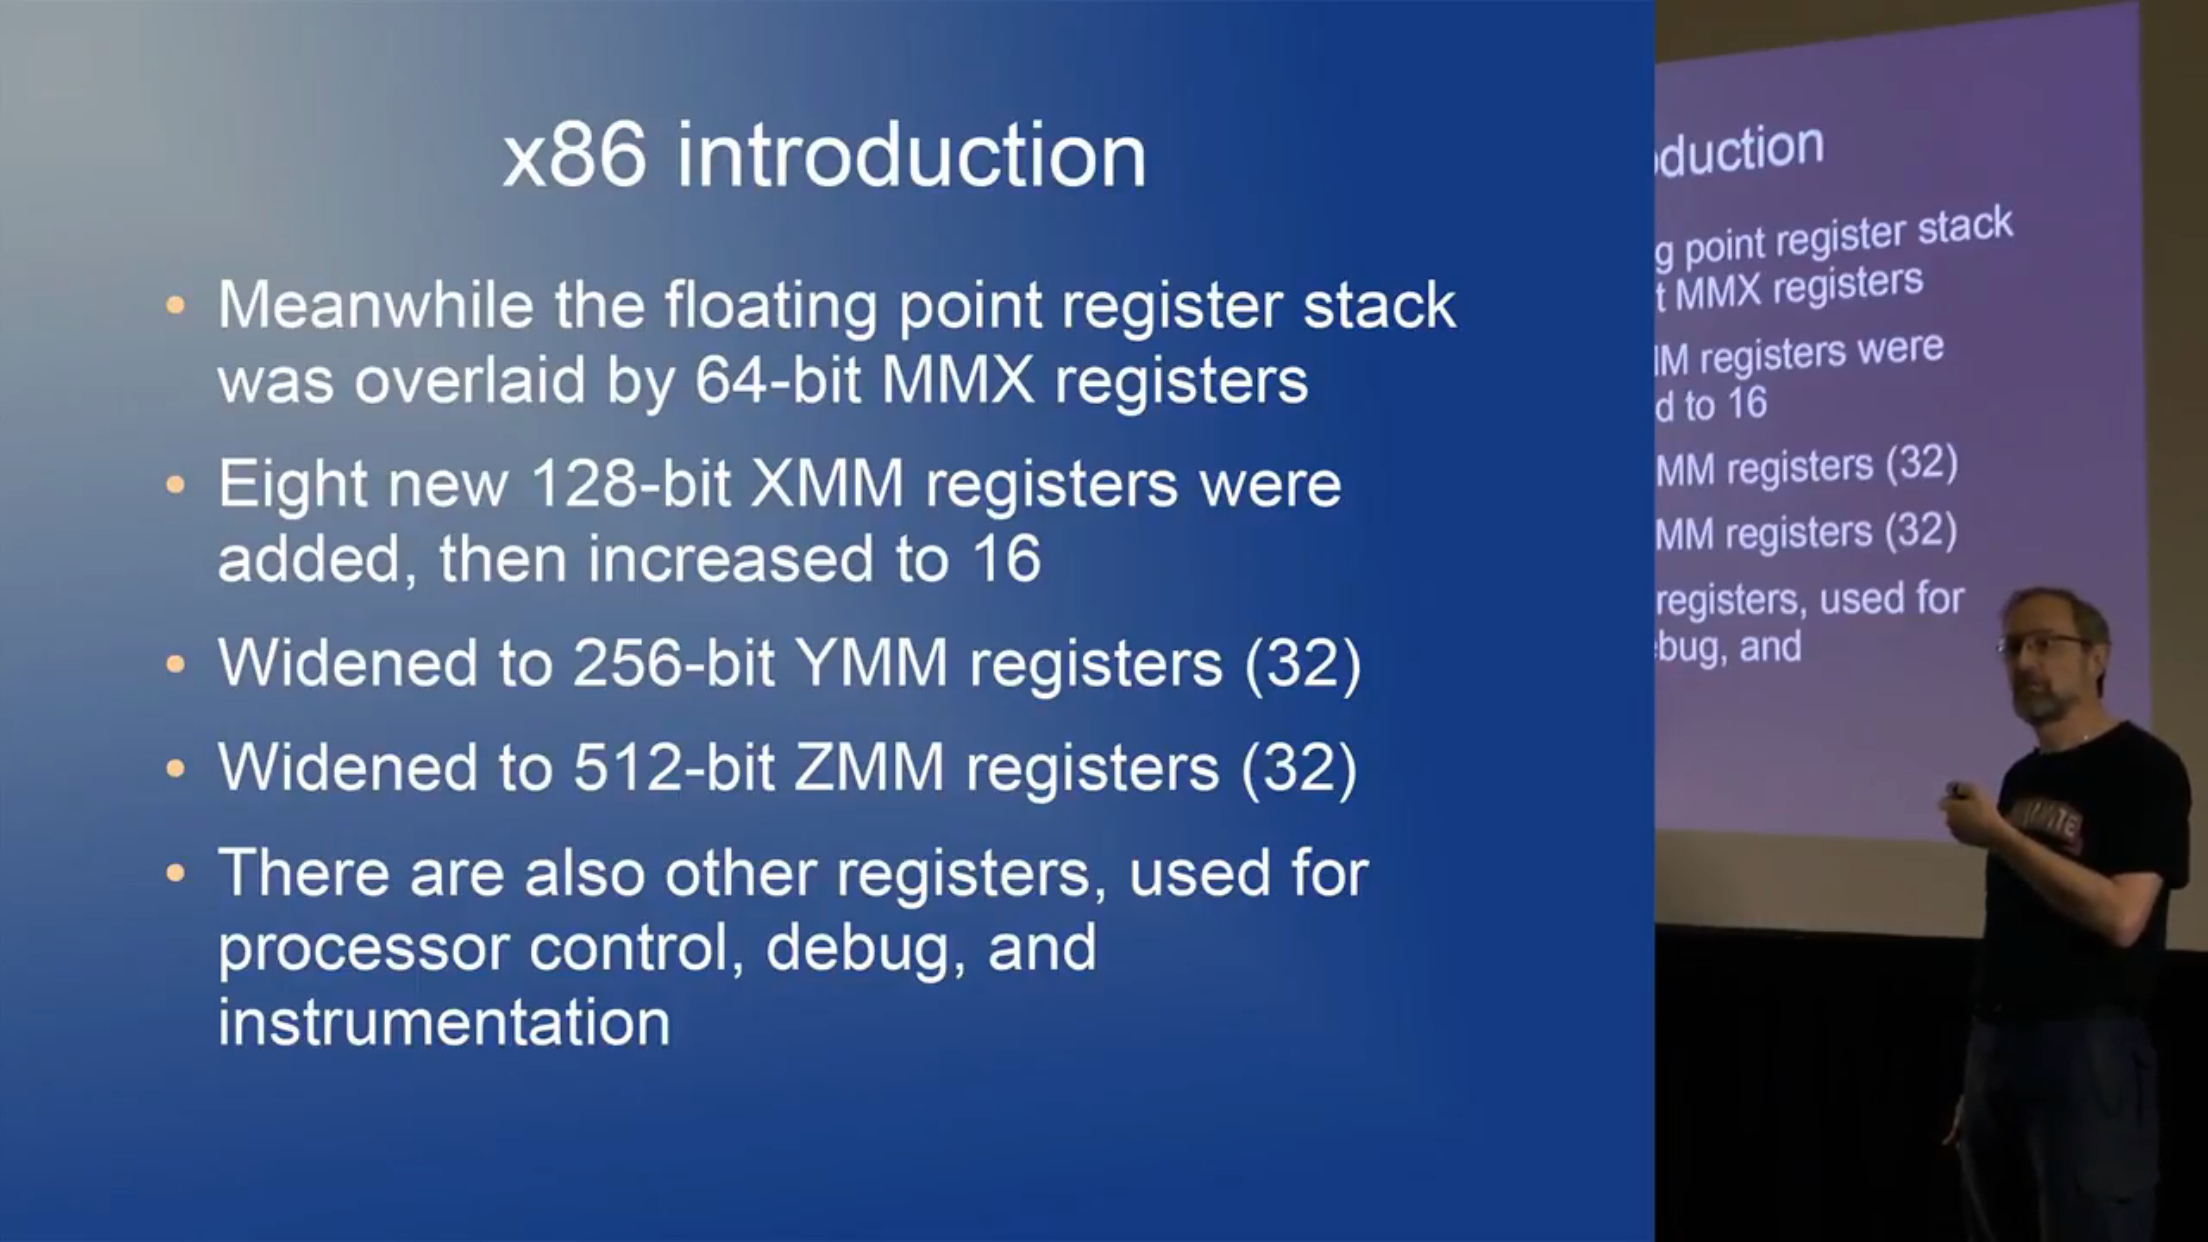 x86 introduction
Meanwhile the floating point register stack
was overlaid by 64-bit MMX registers
Eight new 128-bit XMM registers were
added, then increased to 16
Widened to 256-bit YMM registers (32)
Widened to 512-bit ZMM registers (32)
There are also other registers, used for
processor control, debug, and
instrumentation
duction
g point register stack
t MMX registers
M registers were
d to 16
MM registers (32)
MM registers (32)
registers, used for
bug, and